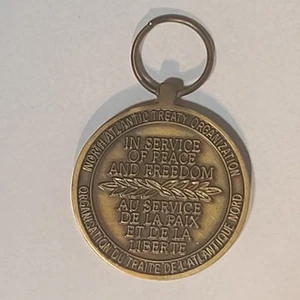 NORTH ATLANTIC TREATY ORGANIZATION
IN SERVICE
OF PEACE
AND FREEDOM
AU SERVICE
DE LA PAIX
ET DE LA
LIBERTE
ORGANISATION DU TRAITE DE L'ATLANTIQUE NORD